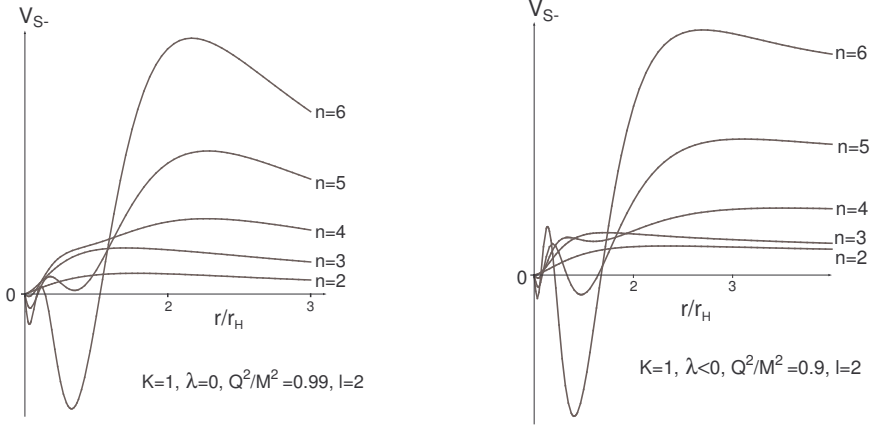 V_S-
n=6
n=5
n=4
n=3
n=2
0
2
3
r/r_H
K=1, λ=0, Q²/M²=0.99, l=2
V_S-
n=6
n=5
n=4
n=3
n=2
0
2
3
r/r_H
K=1, λ<0, Q²/M²=0.9, l=2